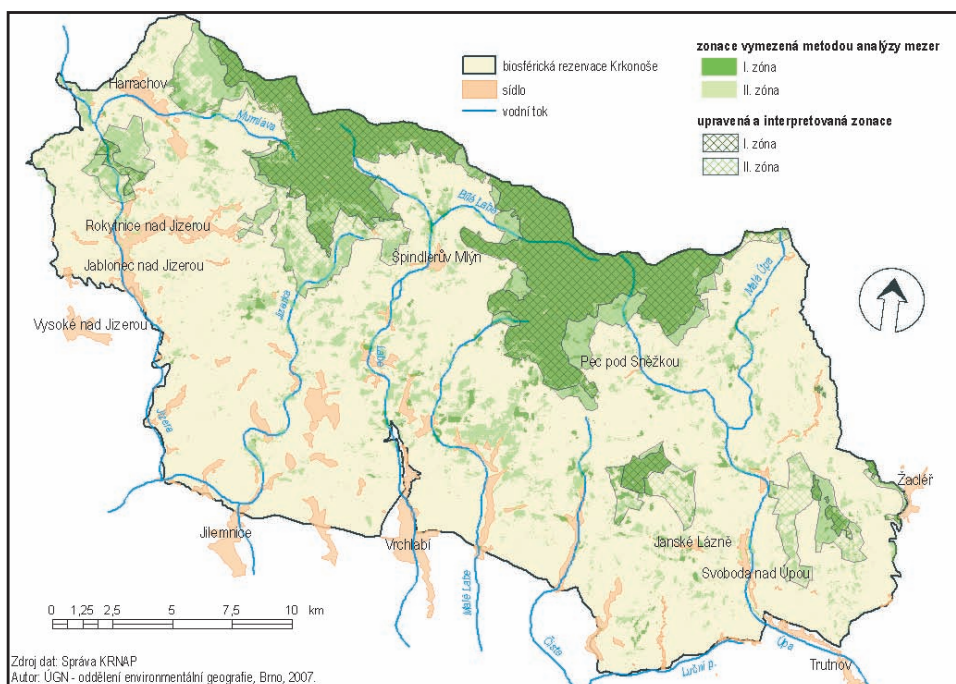 zonace vymezená metodou analýzy mezer
I. zóna
II. zóna
upravená a interpretovaná zonace
I. zóna
II. zóna
biosférická rezervace Krkonoše
sídlo
vodní tok
Harrachov
Mumlava
Rokytnice nad Jizerou
Bílé Labe
Špindlerův Mlýn
Jablonec nad Jizerou
Malá Úpa
Vysoké nad Jizerou
Jizerka
Labe
Pec pod Sněžkou
Jizera
Žacléř
Jilemnice
Vrchlabí
Janské Lázně
Svoboda nad Úpou
Malé Labe
Čistá
Luční p.
Úpa
Trutnov
0 1,25 2,5 5 7,5 10 km
Zdroj dat: Správa KRNAP
Autor: ÚGN - oddělení environmentální geografie, Brno, 2007.